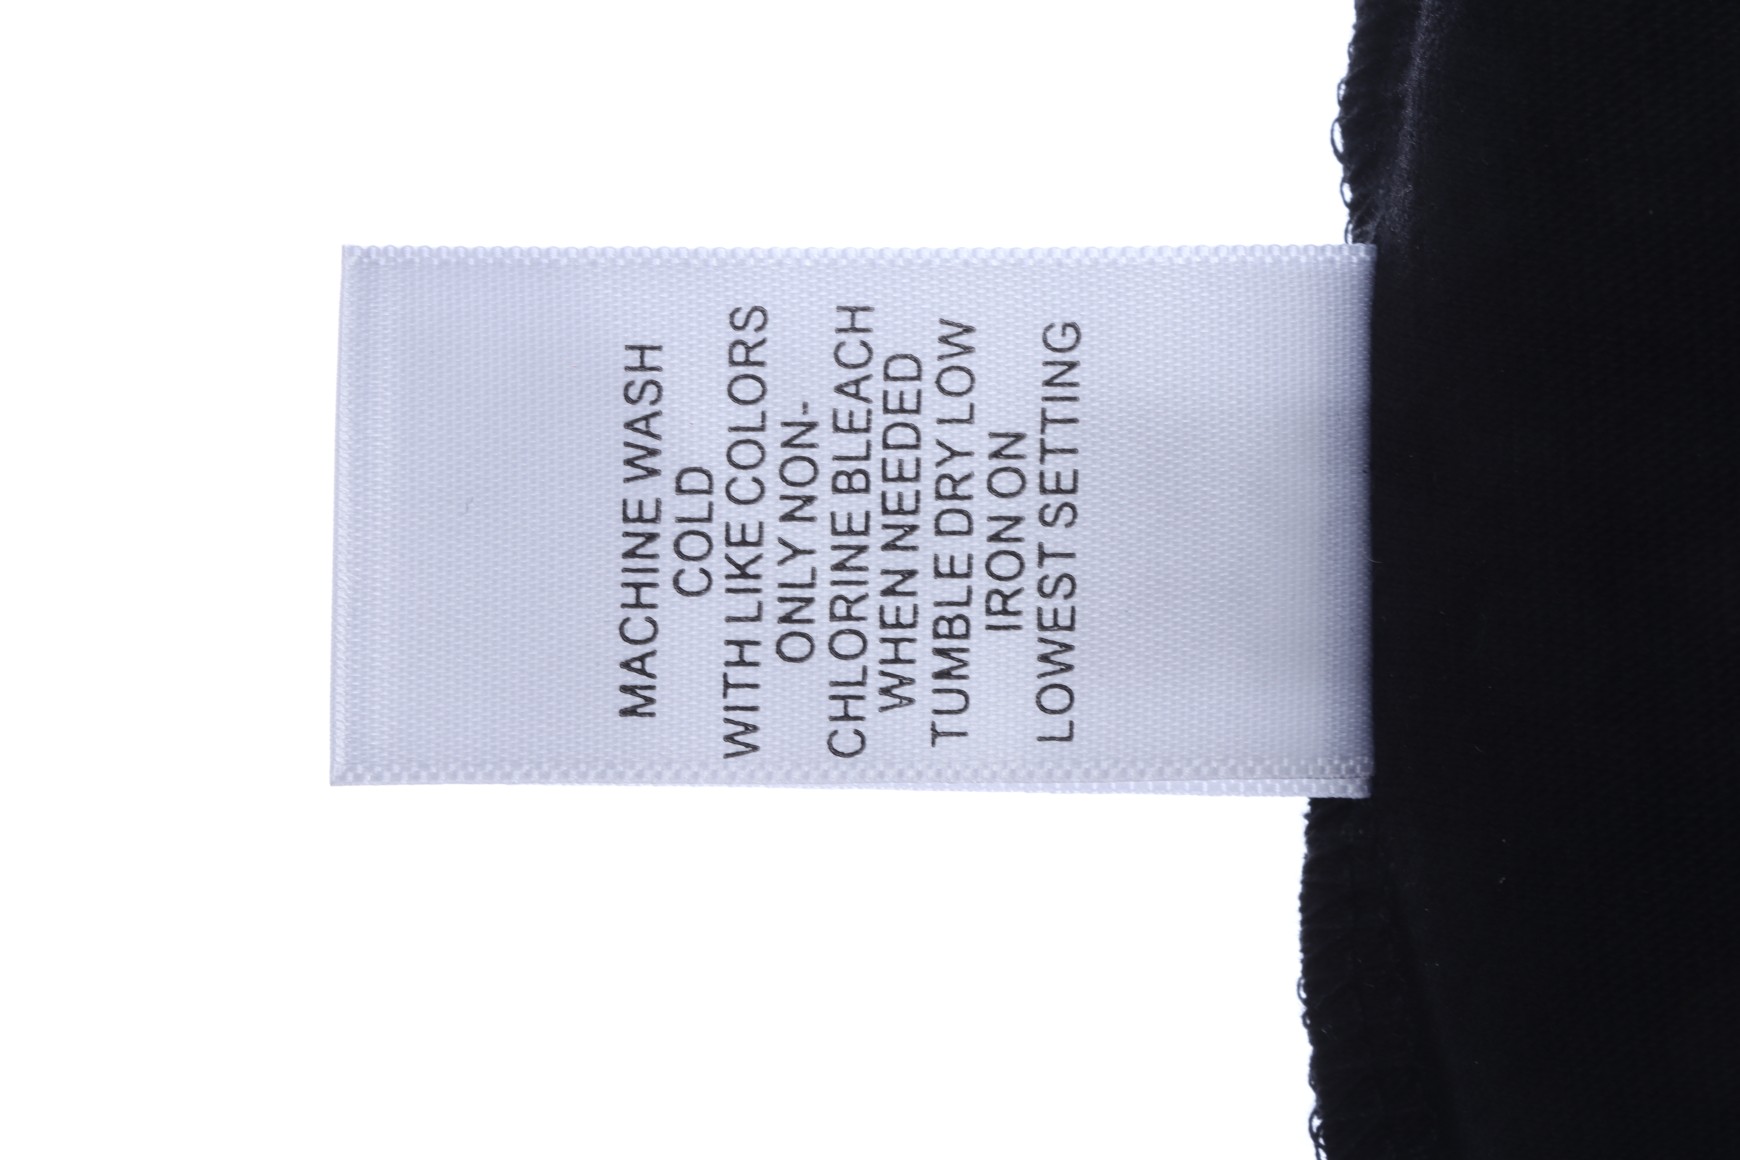 MACHINE WASH
COLD
WITH LIKE COLORS
ONLY NON-
CHLORINE BLEACH
WHEN NEEDED
TUMBLE DRY LOW
IRON ON
LOWEST SETTING